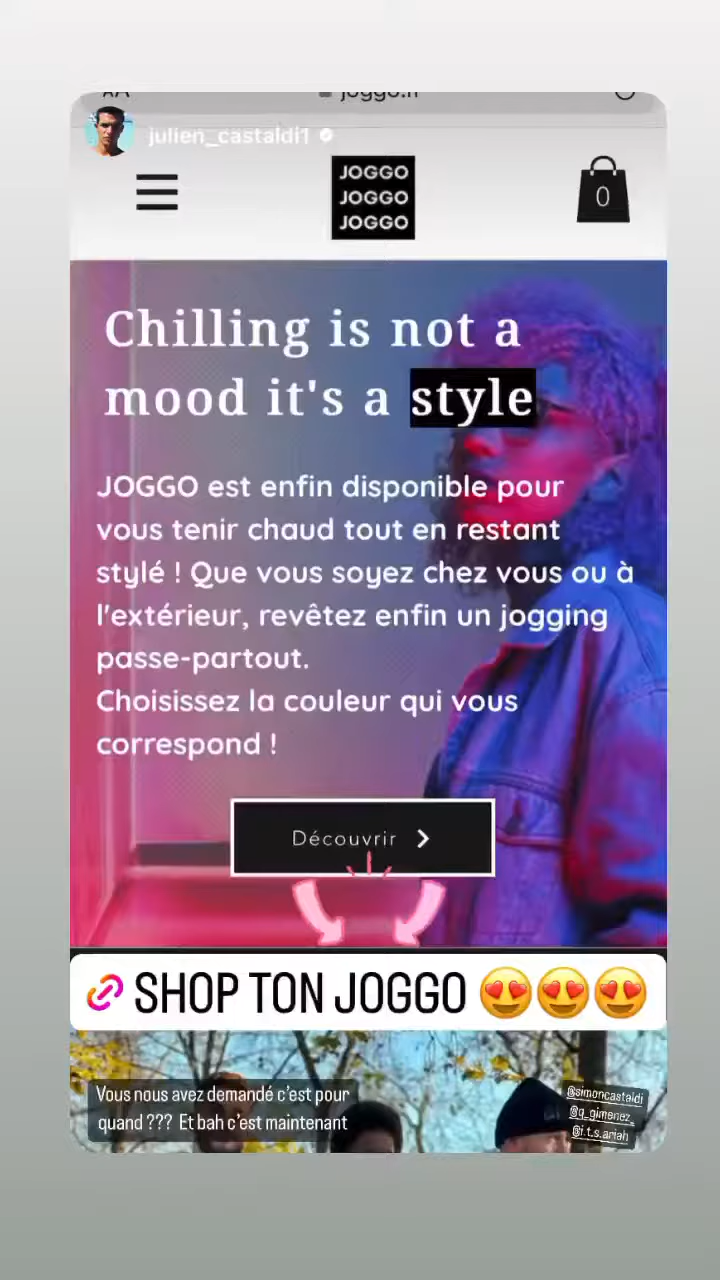 julien_castaldi1
JOGGO
JOGGO
JOGGO
0
Chilling is not a
mood it's a style
JOGGO est enfin disponible pour
vous tenir chaud tout en restant
stylé ! Que vous soyez chez vous ou à
l'extérieur, revêtez enfin un jogging
passe-partout.
Choisissez la couleur qui vous
correspond !
Découvrir
SHOP TON JOGGO 😍😍😍
Vous nous avez demandé c'est pour
quand ??? Et bah c'est maintenant
@simoncastaldi
@q_gimenez_
@i.t.s.ariah